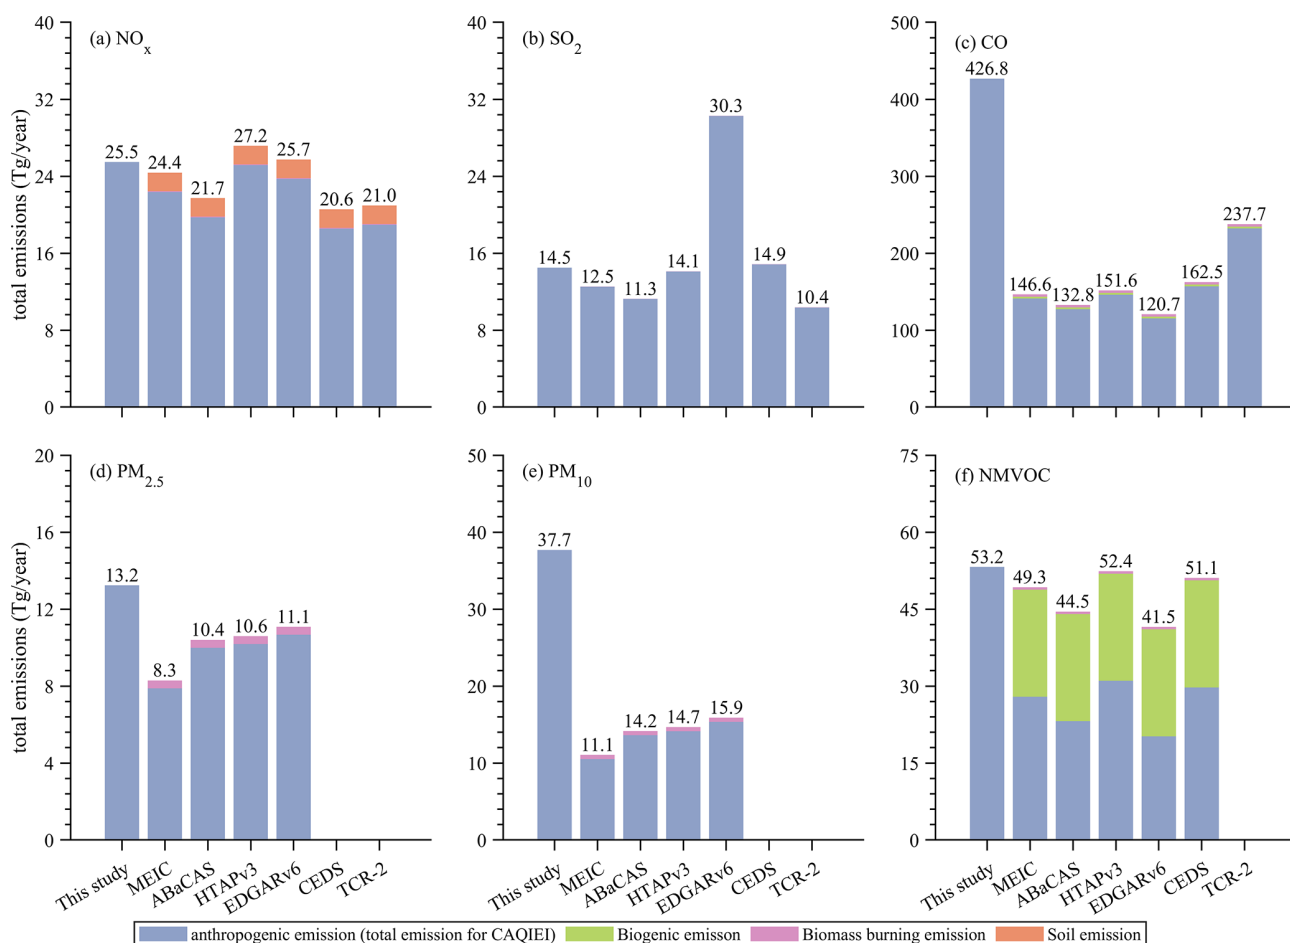 (a) NOx
total emissions (Tg/year)
40
32
24
16
8
0
25.5
24.4
21.7
27.2
25.7
20.6
21.0
(b) SO2
40
32
24
16
8
0
14.5
12.5
11.3
14.1
30.3
14.9
10.4
(c) CO
500
400
300
200
100
0
426.8
146.6
132.8
151.6
120.7
162.5
237.7
(d) PM2.5
total emissions (Tg/year)
20
16
12
8
4
0
13.2
8.3
10.4
10.6
11.1
This study
MEIC
ABaCAS
HTAPv3
EDGARv6
CEDS
TCR-2
(e) PM10
50
40
30
20
10
0
37.7
11.1
14.2
14.7
15.9
This study
MEIC
ABaCAS
HTAPv3
EDGARv6
CEDS
TCR-2
(f) NMVOC
75
60
45
30
15
0
53.2
49.3
44.5
52.4
41.5
51.1
This study
MEIC
ABaCAS
HTAPv3
EDGARv6
CEDS
TCR-2
anthropogenic emission (total emission for CAQIEI)
Biogenic emisson
Biomass burning emission
Soil emission